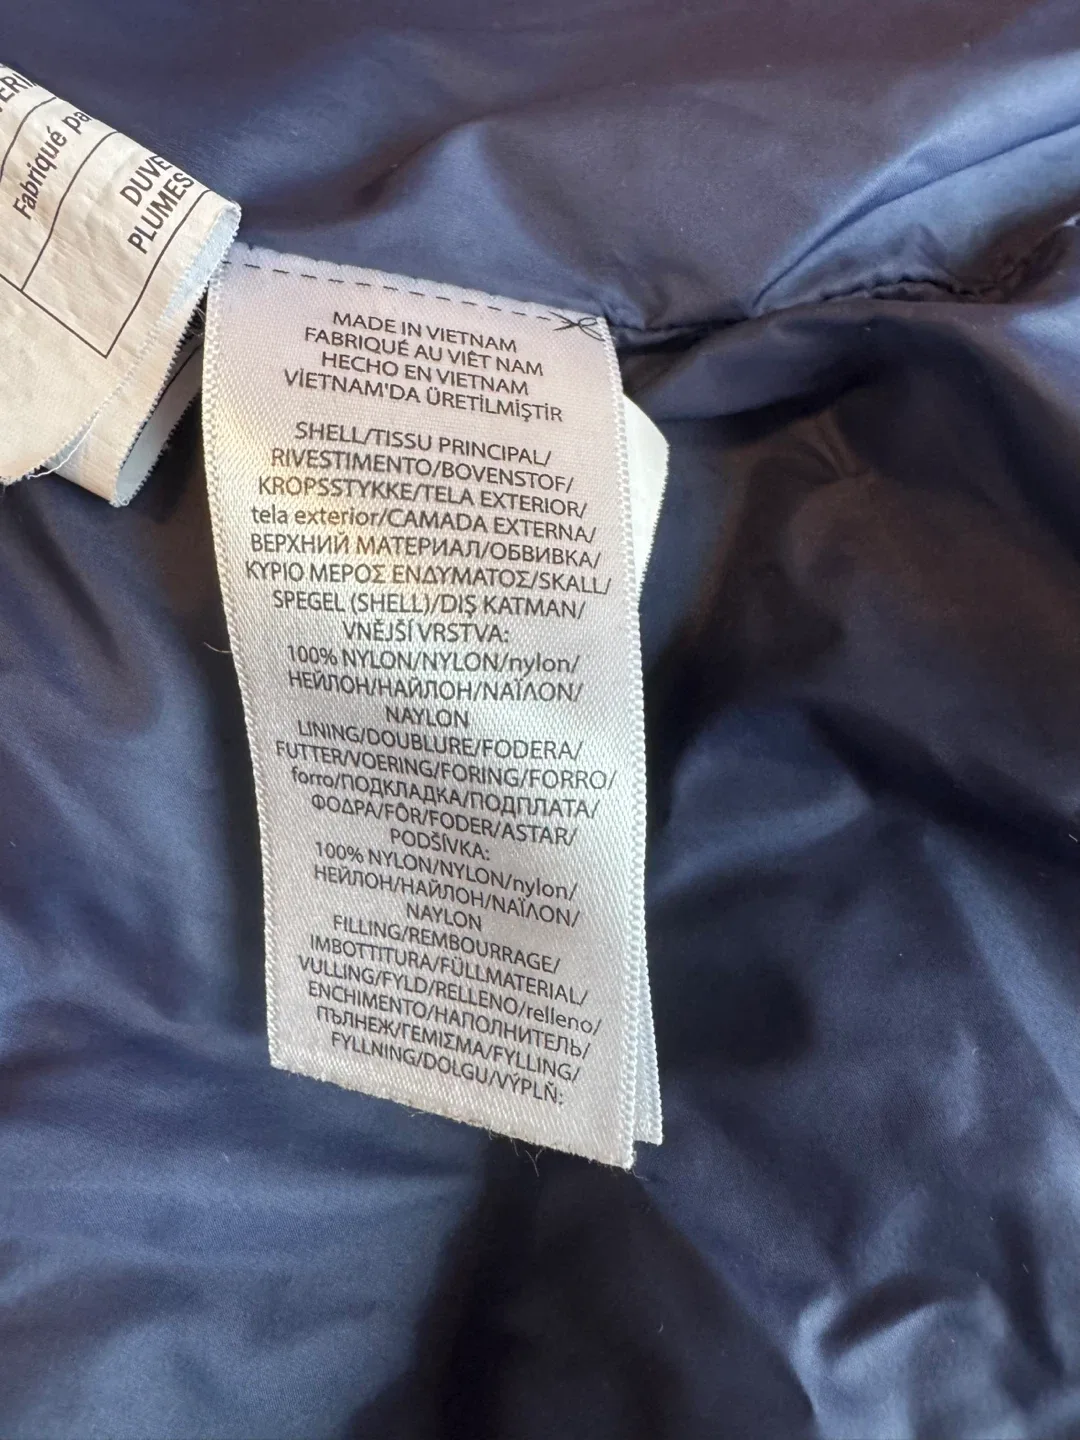 Fabriqué
DUVE
PLUMES
MADE IN VIETNAM
FABRIQUÉ AU VIÊT NAM
HECHO EN VIETNAM
VİETNAM'DA ÜRETİLMİŞTİR
SHELL/TISSU PRINCIPAL/
RIVESTIMENTO/BOVENSTOF/
KROPSSTYKKE/TELA EXTERIOR/
tela exterior/CAMADA EXTERNA/
ВЕРХНИЙ МАТЕРИАЛ/ОБВИВКА/
ΚΥΡΙΟ ΜΕΡΟΣ ΕΝΔΥΜΑΤΟΣ/SKALL/
SPEGEL (SHELL)/DIŞ KATMAN/
VNĚJŠÍ VRSTVA:
100% NYLON/NYLON/nylon/
НЕЙЛОН/НАЙЛОН/ΝΑΪΛΟΝ/
NAYLON
LINING/DOUBLURE/FODERA/
FUTTER/VOERING/FORING/FORRO/
forro/ПОДКЛАДКА/ПОДПЛАТА/
ΦΟΔΡΑ/FÔR/FODER/ASTAR/
PODŠÍVKA:
100% NYLON/NYLON/nylon/
НЕЙЛОН/НАЙЛОН/ΝΑΪΛΟΝ/
NAYLON
FILLING/REMBOURRAGE/
IMBOTTITURA/FÜLLMATERIAL/
VULLING/FYLD/RELLENO/relleno/
ENCHIMENTO/НАПОЛНИТЕЛЬ/
ПЪЛНЕЖ/ΓΕΜΙΣΜΑ/FYLLING/
FYLLNING/DOLGU/VÝPLŇ: